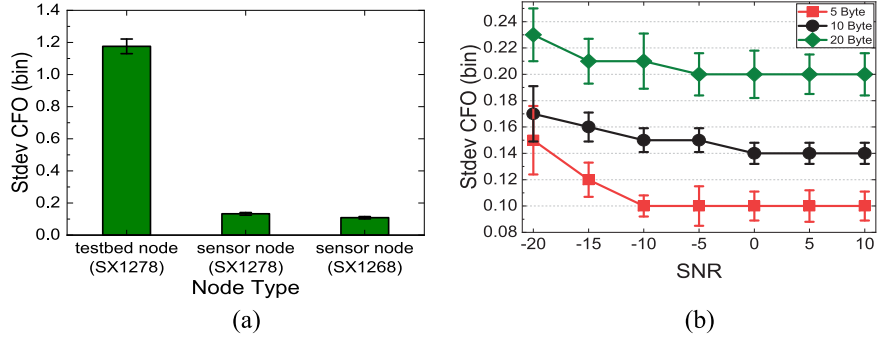 1.4
1.2
1.0
0.8
0.6
0.4
0.2
0.0
Stdev CFO (bin)
testbed node
(SX1278)
sensor node
(SX1278)
sensor node
(SX1268)
Node Type
(a)
5 Byte
10 Byte
20 Byte
0.24
0.22
0.20
0.18
0.16
0.14
0.12
0.10
0.08
Stdev CFO (bin)
-20
-15
-10
-5
0
5
10
SNR
(b)